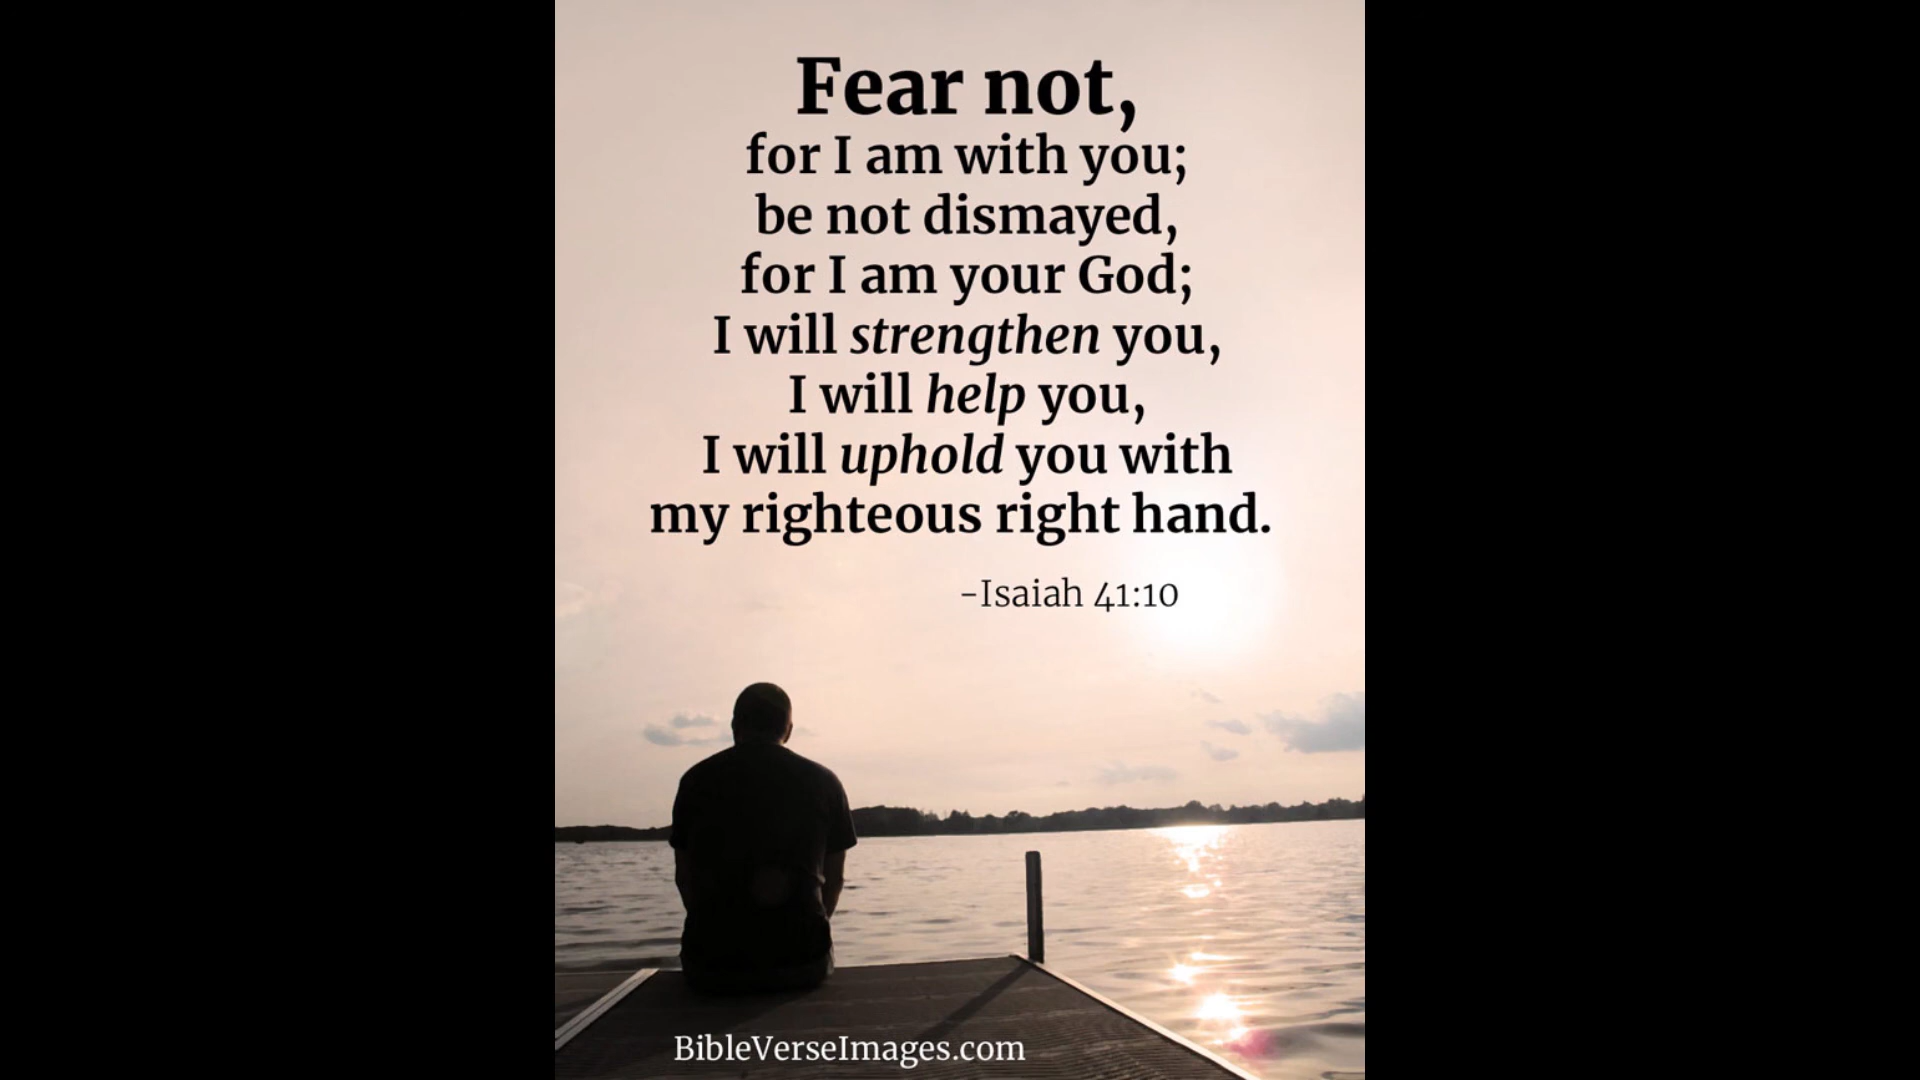 Fear not,
for I am with you;
be not dismayed,
for I am your God;
I will strengthen you,
I will help you,
I will uphold you with
my righteous right hand.
-Isaiah 41:10
BibleVerseImages.com